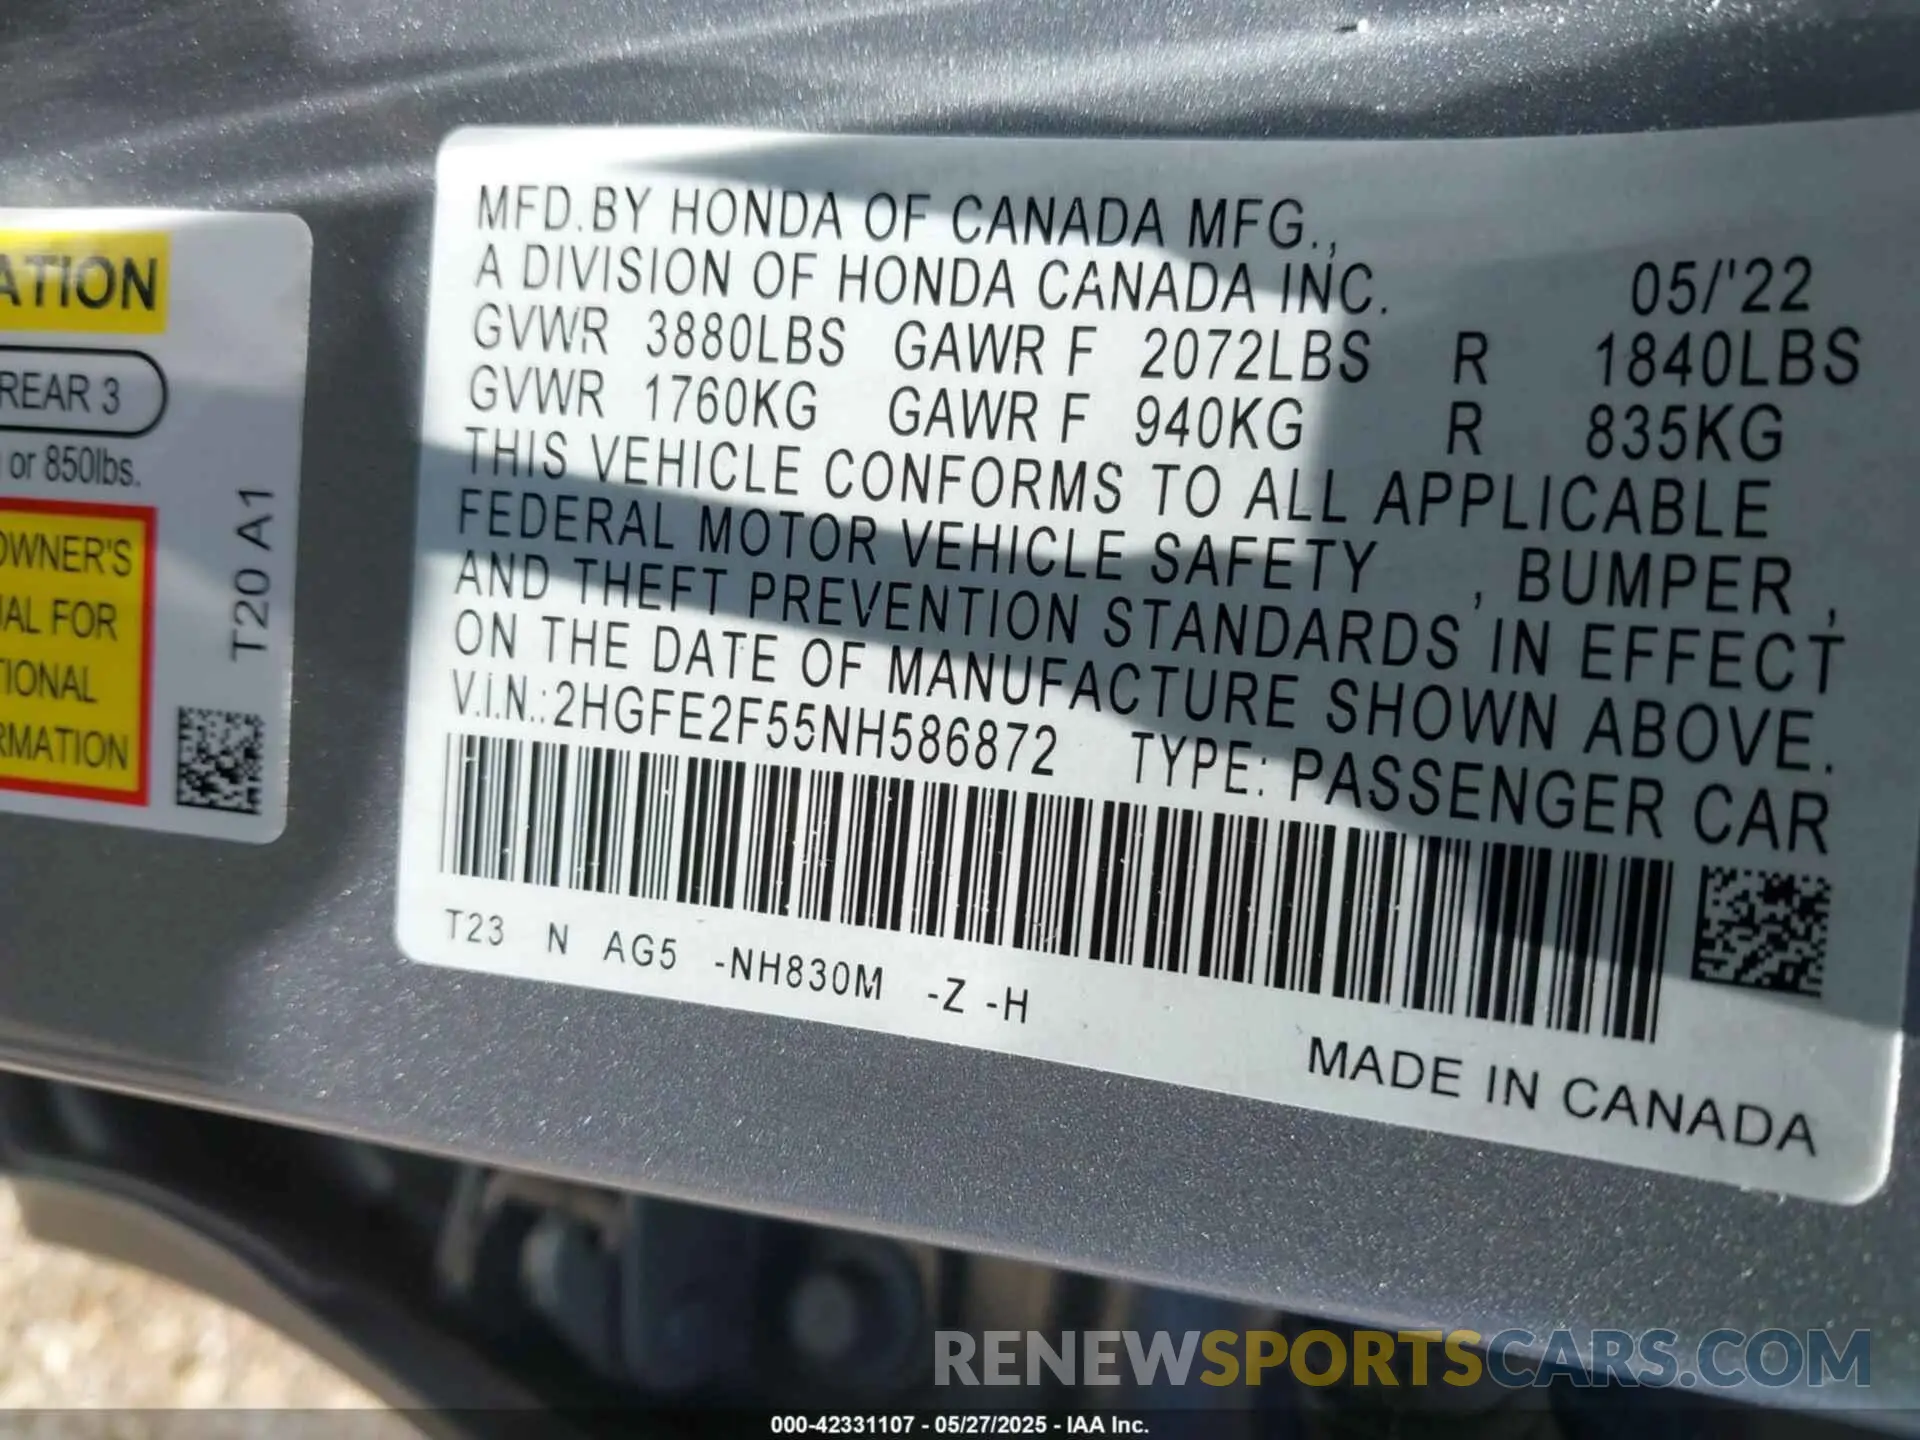 ATION
REAR 3
or 850lbs.
OWNER'S
UAL FOR
TIONAL
RMATION
T20 A1
MFD.BY HONDA OF CANADA MFG.,
A DIVISION OF HONDA CANADA INC. 05/'22
GVWR 3880LBS GAWR F 2072LBS R 1840LBS
GVWR 1760KG GAWR F 940KG R 835KG
THIS VEHICLE CONFORMS TO ALL APPLICABLE
FEDERAL MOTOR VEHICLE SAFETY , BUMPER ,
AND THEFT PREVENTION STANDARDS IN EFFECT
ON THE DATE OF MANUFACTURE SHOWN ABOVE.
V.I.N.:2HGFE2F55NH586872 TYPE: PASSENGER CAR
T23 N AG5 -NH830M -Z -H
MADE IN CANADA
RENEWSPORTSCARS.COM
000-42331107 - 05/27/2025 - IAA Inc.